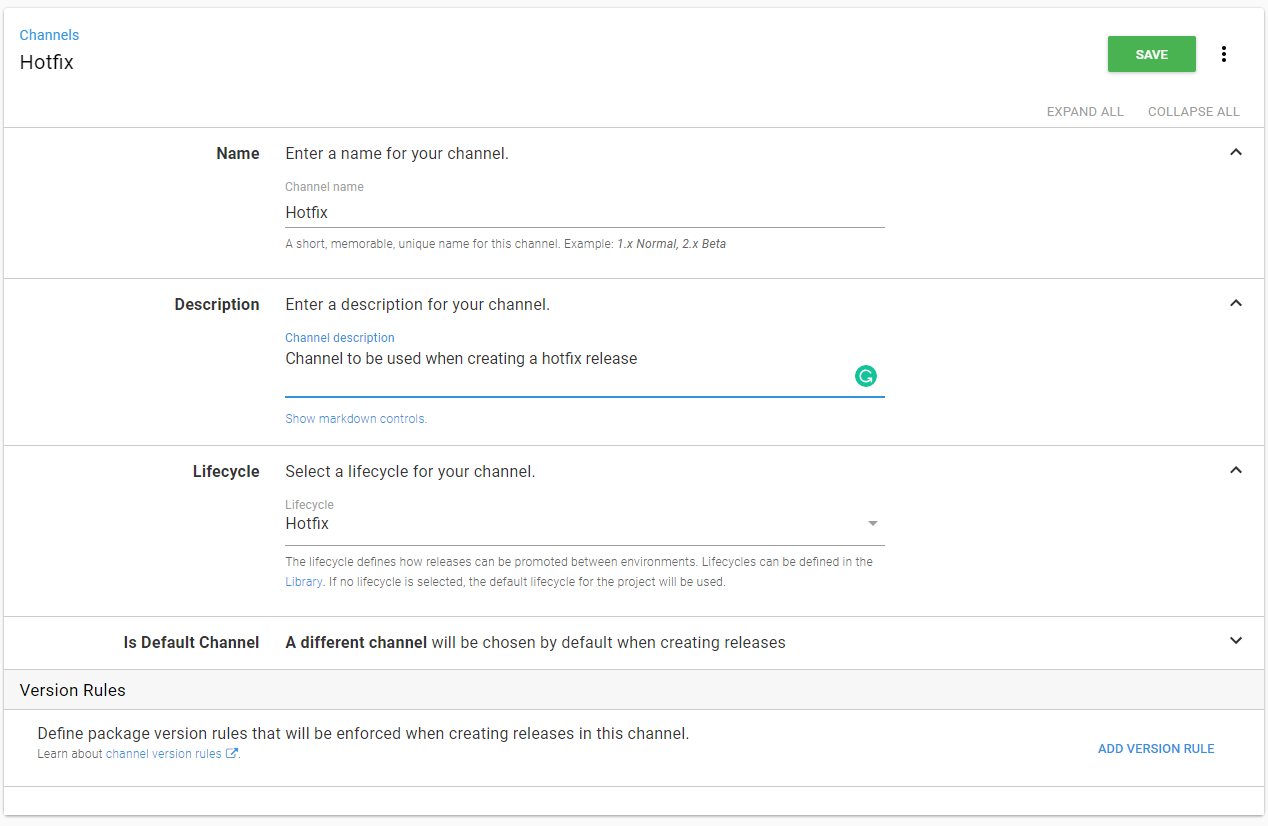 Channels
Hotfix
SAVE
EXPAND ALL COLLAPSE ALL
Name Enter a name for your channel.
Channel name
Hotfix
A short, memorable, unique name for this channel. Example: 1.x Normal, 2.x Beta
Description Enter a description for your channel.
Channel description
Channel to be used when creating a hotfix release
Show markdown controls.
Lifecycle Select a lifecycle for your channel.
Lifecycle
Hotfix
The lifecycle defines how releases can be promoted between environments. Lifecycles can be defined in the
Library. If no lifecycle is selected, the default lifecycle for the project will be used.
Is Default Channel A different channel will be chosen by default when creating releases
Version Rules
Define package version rules that will be enforced when creating releases in this channel.
Learn about channel version rules.
ADD VERSION RULE